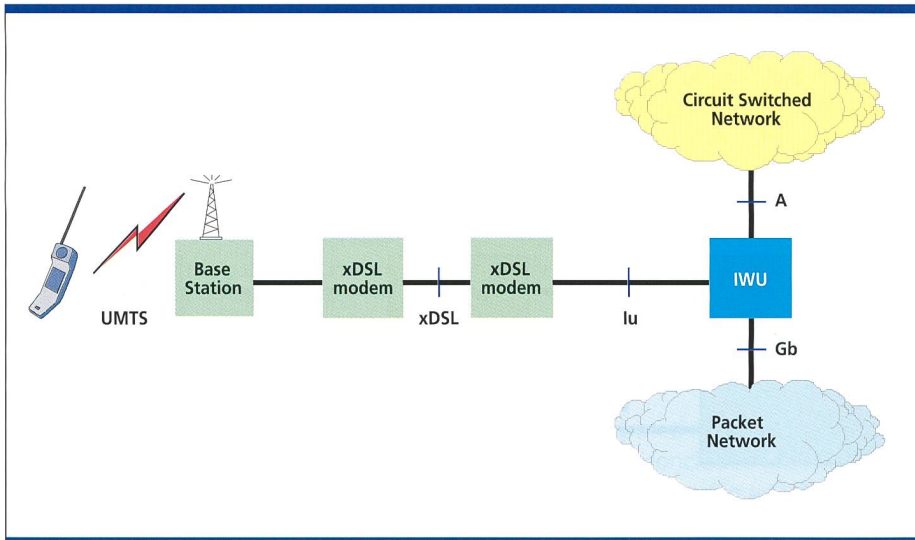 Circuit Switched
Network
A
Base
Station
xDSL
modem
xDSL
modem
IWU
UMTS
xDSL
Iu
Gb
Packet
Network